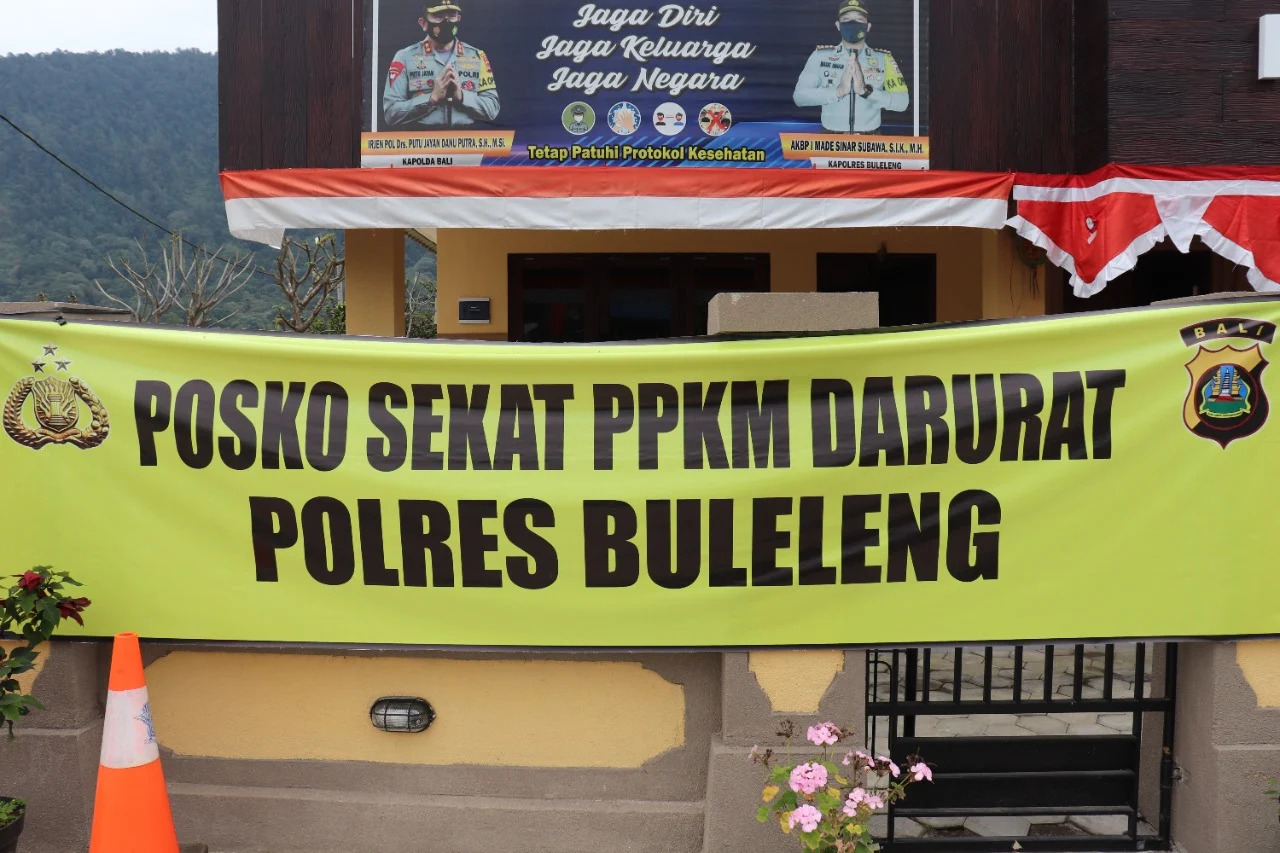 Jaga Diri
Jaga Keluarga
Jaga Negara
POLRI
IRJEN POL Drs. PUTU JAYAN DANU PUTRA, S.H., M.Si.
KAPOLDA BALI
AKBP I MADE SINAR SUBAWA, S.I.K., M.H.
KAPOLRES BULELENG
Tetap Patuhi Protokol Kesehatan
BALI
POSKO SEKAT PPKM DARURAT
POLRES BULELENG